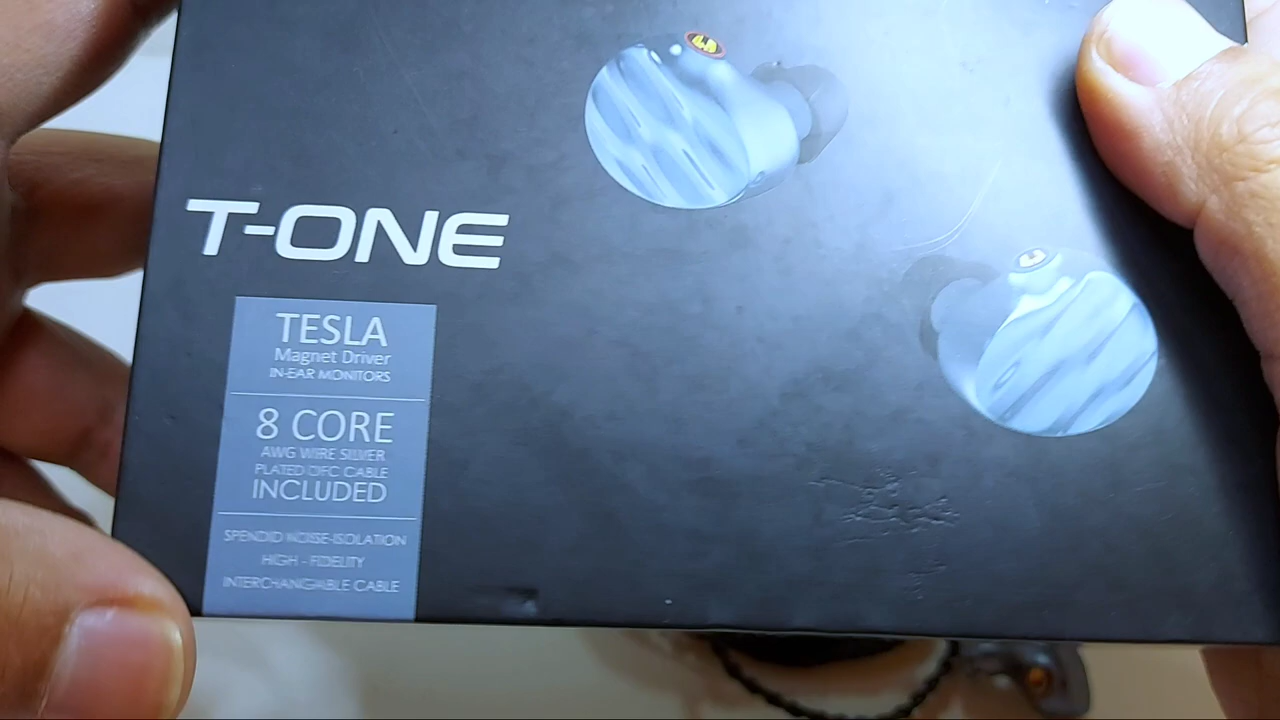 T-ONE
TESLA
Magnet Driver
IN-EAR MONITORS
8 CORE
AWG WIRE SILVER
PLATED OFC CABLE
INCLUDED
SPENDID NOISE-ISOLATION
HIGH - FIDELITY
INTERCHANGABLE CABLE